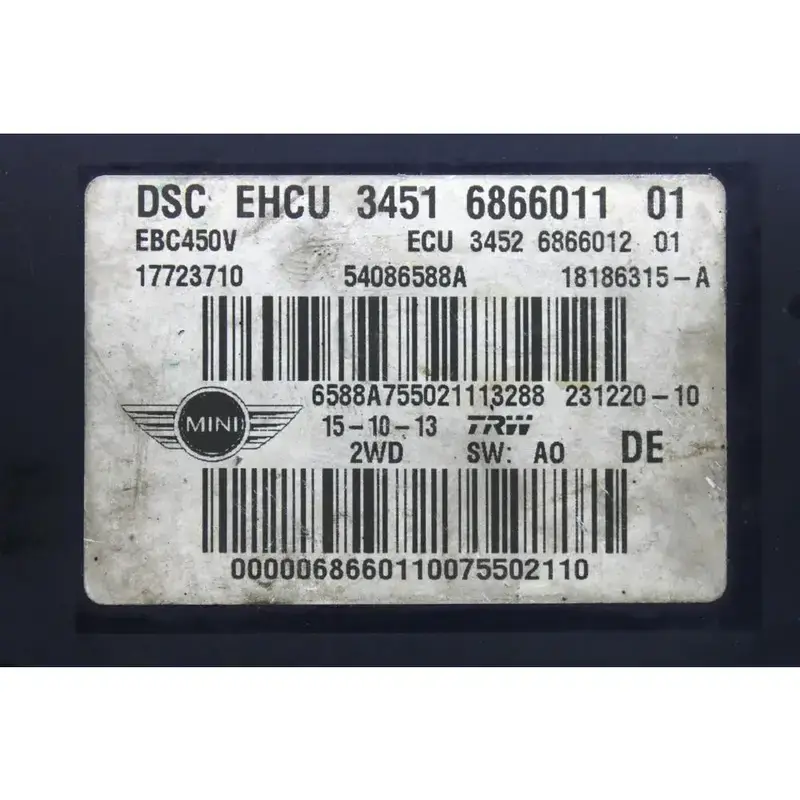 DSC EHCU 3451 6866011 01
EBC450V ECU 3452 6866012 01
17723710 54086588A 18186315-A
6588A755021113288 231220-10
MINI 15-10-13 TRW
2WD SW: A0 DE
0000068660110075502110